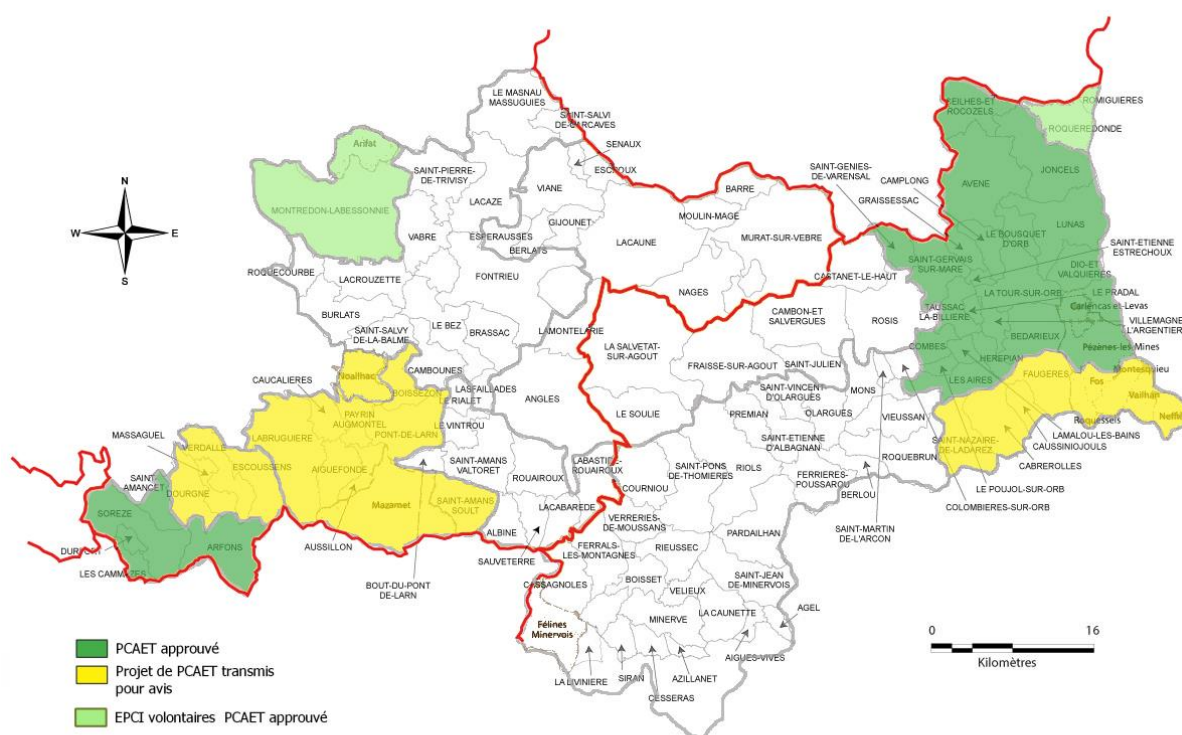 LE MASNAU
MASSUGUIES
SAINT-SALVI
DE-CARCAVES
SENAUX
ESCROUX
Arifat
SAINT-PIERRE-
DE-TRIVISY
VIANE
LACAZE
MONTREDON-LABESSONNIE
GIJOUNET
VABRE
ESPERAUSSES
BERLATS
LACAUNE
BARRE
MOULIN-MAGE
MURAT-SUR-VEBRE
NAGES
ROQUECOURBE
LACROUZETTE
FONTRIEU
BURLATS
SAINT-SALVY
DE-LA-BALME
LE BEZ
BRASSAC
LAMONTELARIE
Noailhac
CAMBOUNES
BOISSEZON
LE RIALET
LASFAILLADES
ANGLES
CAUCALIERES
PAYRIN
AUGMONTEL
LABRUGUIERE
PONT-DE-LARN
LE VINTROU
MASSAGUEL
VERDALLE
ESCOUSSENS
AIGUEFONDE
SAINT-AMANS
VALTORET
ROUAIROUX
LABASTIDE-
ROUAIROUX
SAINT-
AMANCET
DOURGNE
Mazamet
SAINT-AMANS
SOULT
LACABAREDE
SOREZE
DURFORT
ARFONS
LES CAMMAZES
AUSSILLON
BOUT-DU-PONT
DE-LARN
ALBINE
SAUVETERRE
N
W
E
S
SAINT-GENIES-
DE-VARENSAL
CAMPLONG
GRAISSESSAC
CEILHES-ET
ROCOZELS
ROMIGUIERES
ROQUEREDONDE
AVENE
JONCELS
LUNAS
LE BOUSQUET
D'ORB
SAINT-ETIENNE
ESTRECHOUX
SAINT-GERVAIS
SUR-MARE
DIO-ET
VALQUIERES
CASTANET-LE-HAUT
LA TOUR-SUR-ORB
LE PRADAL
Carlencas-et-Levas
TAUSSAC
LA-BILLIERE
VILLEMAGNE
L'ARGENTIERE
BEDARIEUX
Pézènes-les Mines
COMBES
HEREPIAN
LES AIRES
FAUGERES
Montesquieu
Fos
Vailhan
Neffiès
Roquessels
LAMALOU-LES-BAINS
CAUSSINIOJOULS
CABREROLLES
SAINT-NAZAIRE-
DE-LADAREZ
LE POUJOL-SUR-ORB
COLOMBIERES-SUR-ORB
CAMBON-ET
SALVERGUES
ROSIS
LA SALVETAT-
SUR-AGOUT
FRAISSE-SUR-AGOUT
SAINT-JULIEN
LE SOULIE
SAINT-VINCENT
D'OLARGUES
MONS
PREMIAN
OLARGUES
VIEUSSAN
SAINT-ETIENNE
D'ALBAGNAN
ROQUEBRUN
SAINT-PONS
DE-THOMIERES
RIOLS
COURNIOU
FERRIERES-
POUSSAROU
BERLOU
SAINT-MARTIN
DE-L'ARCON
VERRERIES-
DE-MOUSSANS
PARDAILHAN
FERRALS-
LES-MONTAGNES
RIEUSSEC
CASSAGNOLES
BOISSET
VELIEUX
SAINT-JEAN
DE-MINERVOIS
Félines
Minervois
MINERVE
LA CAUNETTE
AGEL
AIGUES-VIVES
LA LIVINIERE
SIRAN
CESSERAS
AZILLANET
0
16
Kilomètres
PCAET approuvé
Projet de PCAET transmis
pour avis
EPCI volontaires PCAET approuvé